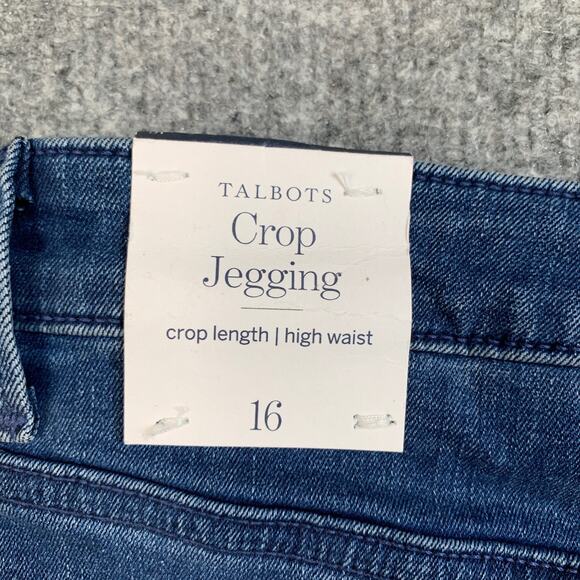 TALBOTS
Crop
Jegging
crop length | high waist
16